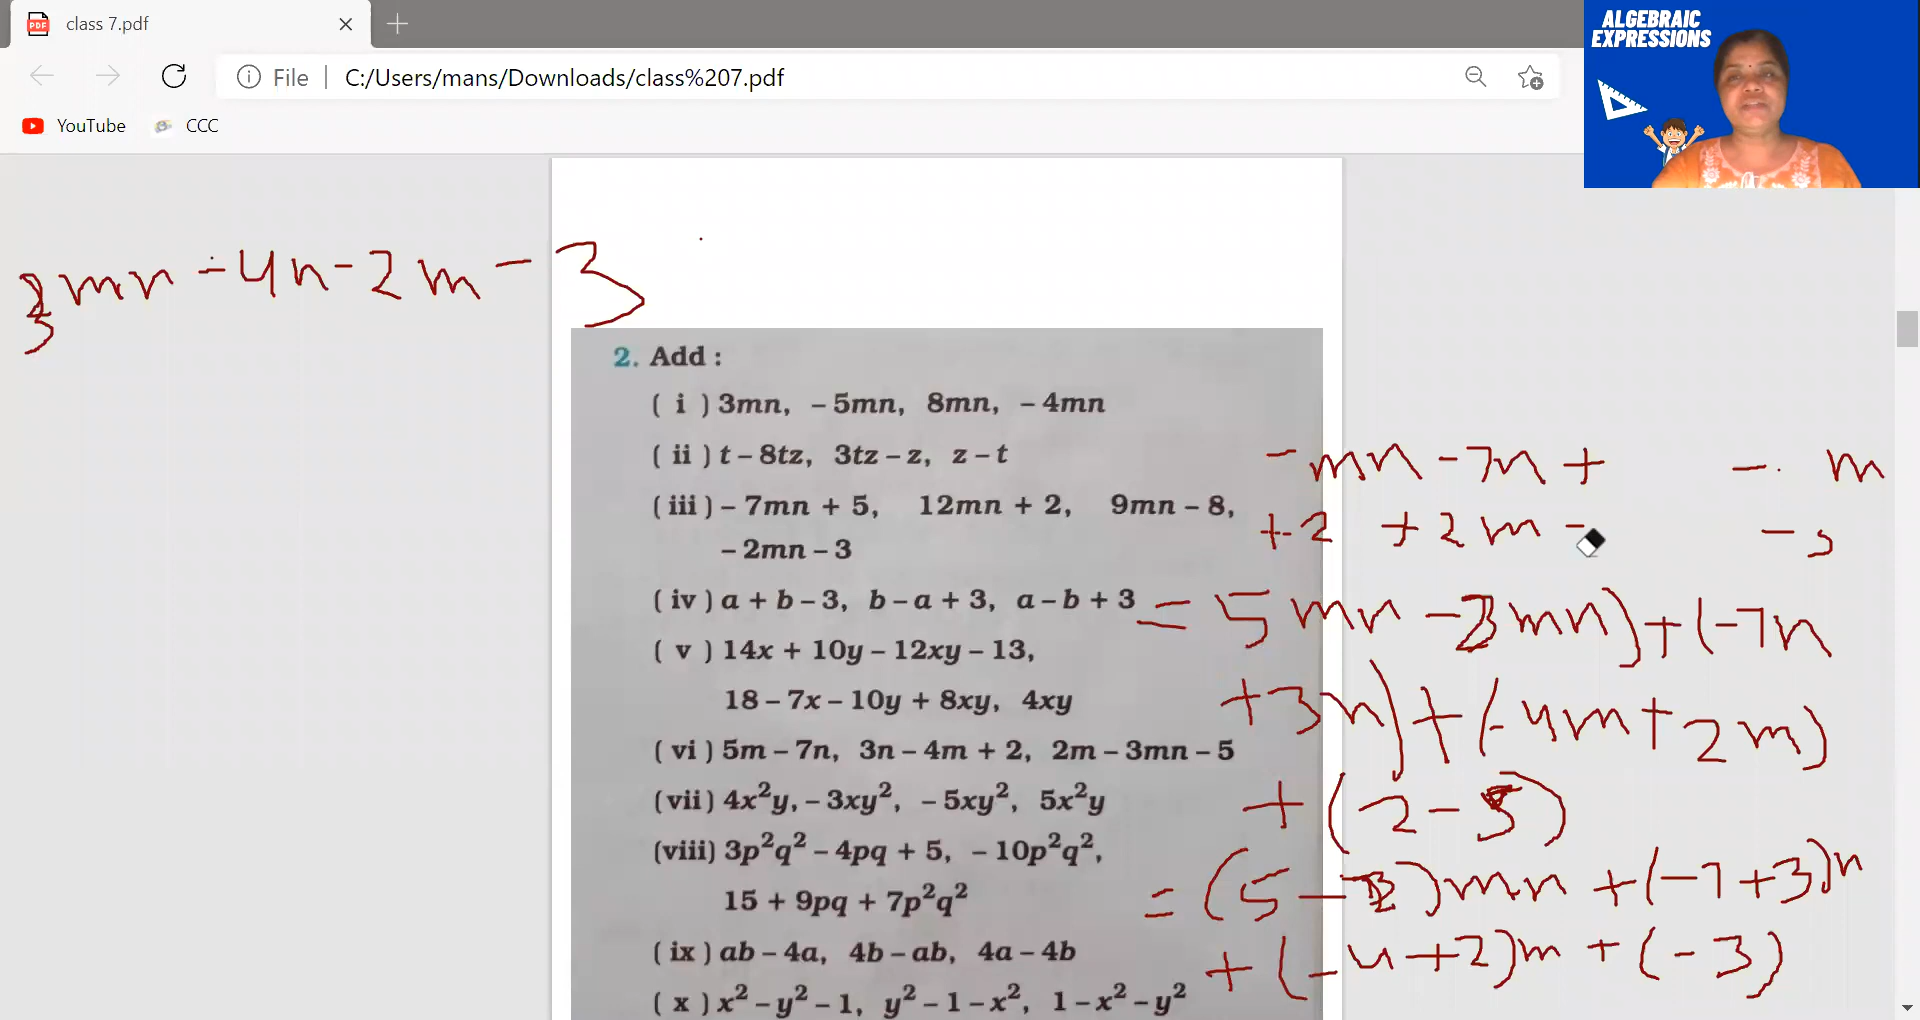 class 7.pdf
File | C:/Users/mans/Downloads/class%207.pdf
YouTube CCC
ALGEBRAIC
EXPRESSIONS
mn - 4n - 2m - 3
2. Add :
( i ) 3mn, – 5mn, 8mn, – 4mn
( ii ) t – 8tz, 3tz – z, z – t
( iii ) – 7mn + 5, 12mn + 2, 9mn – 8,
– 2mn – 3
( iv ) a + b – 3, b – a + 3, a – b + 3
( v ) 14x + 10y – 12xy – 13,
18 – 7x – 10y + 8xy, 4xy
( vi ) 5m – 7n, 3n – 4m + 2, 2m – 3mn – 5
(vii) 4x²y, – 3xy², – 5xy², 5x²y
(viii) 3p²q² – 4pq + 5, – 10p²q²,
15 + 9pq + 7p²q²
( ix ) ab – 4a, 4b – ab, 4a – 4b
( x ) x² – y² – 1, y² – 1 – x², 1 – x² – y²
- mn - 7n + - m
+ 2 + 2m - -
= 5mn - 3mn) + (-7n
+ 3n) + (-4m + 2m)
+ (2 - 5)
= (5 - )mn + (-7 + 3)n
+ (-4 + 2)m + (-3)